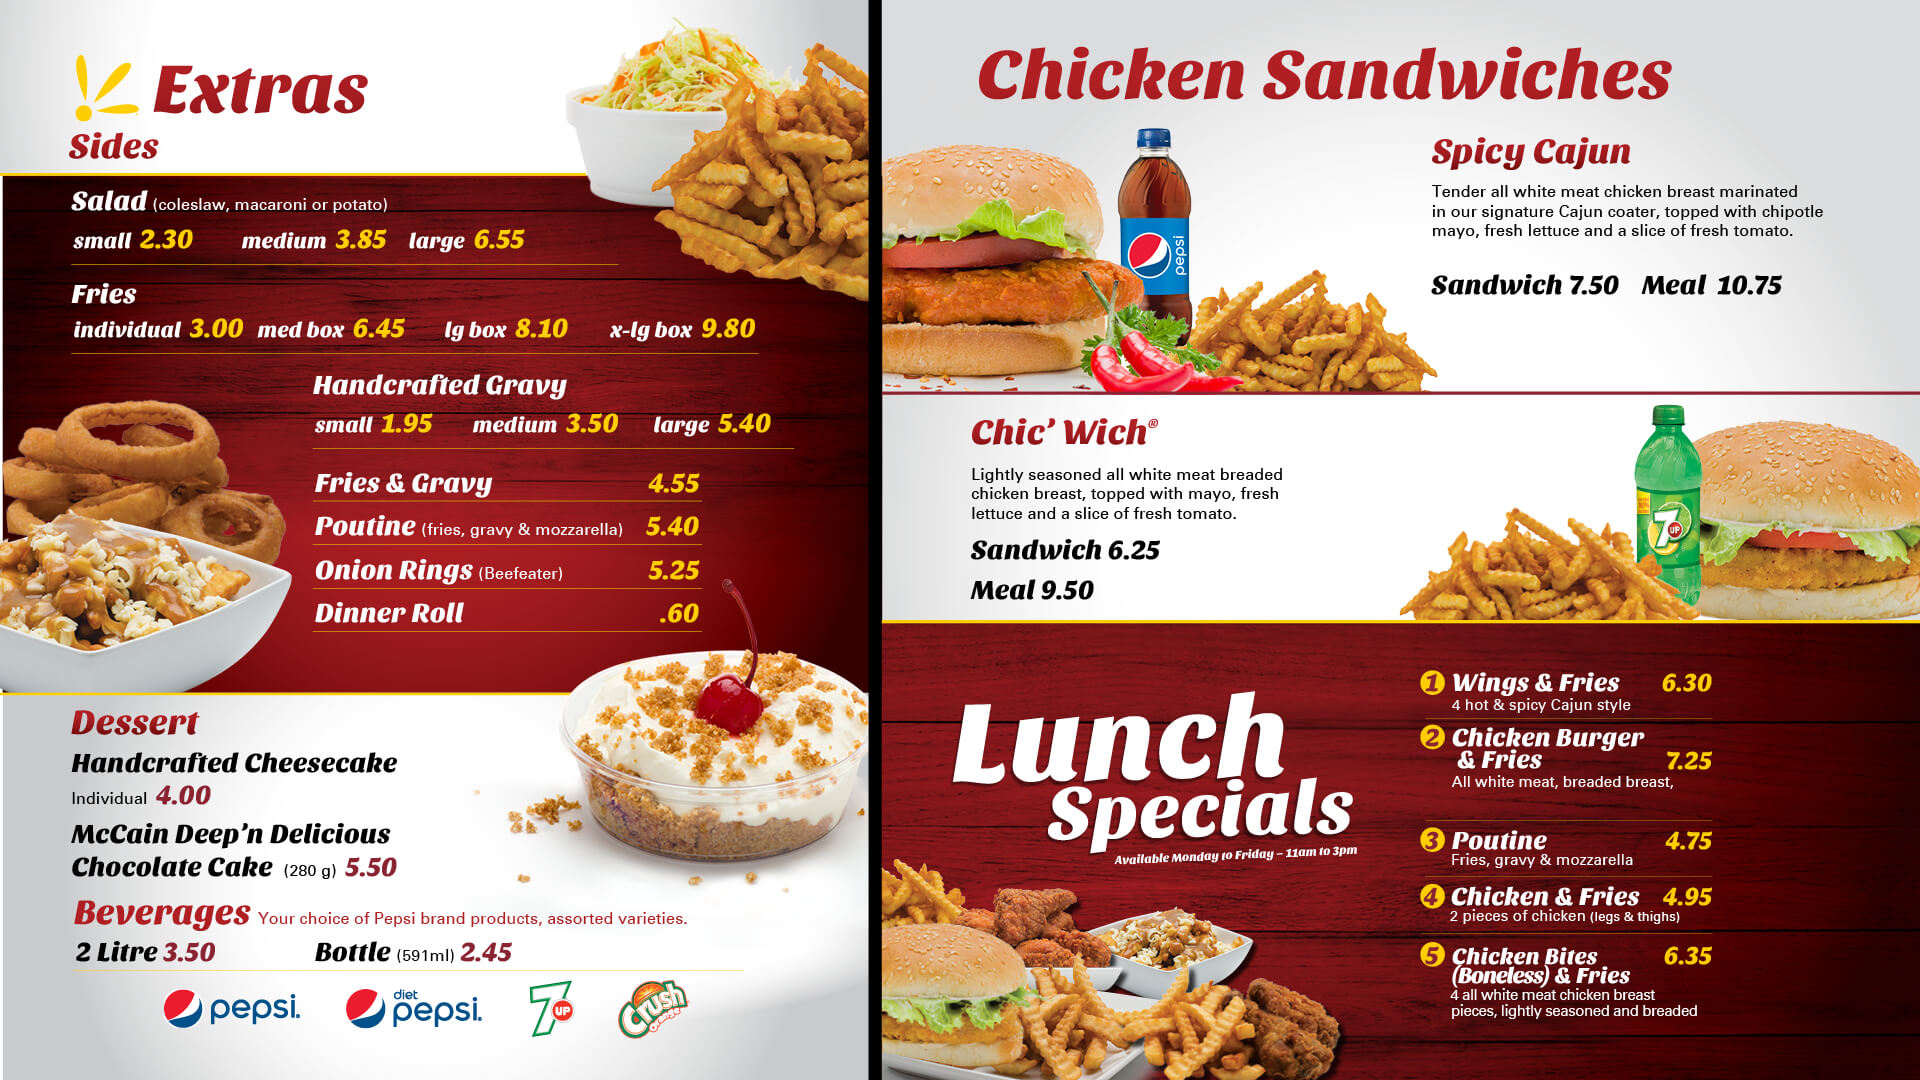 Extras
Sides
Salad (coleslaw, macaroni or potato)
small 2.30 medium 3.85 large 6.55
Fries
individual 3.00 med box 6.45 lg box 8.10 x-lg box 9.80
Handcrafted Gravy
small 1.95 medium 3.50 large 5.40
Fries & Gravy 4.55
Poutine (fries, gravy & mozzarella) 5.40
Onion Rings (Beefeater) 5.25
Dinner Roll .60
Dessert
Handcrafted Cheesecake
Individual 4.00
McCain Deep'n Delicious
Chocolate Cake (280 g) 5.50
Beverages Your choice of Pepsi brand products, assorted varieties.
2 Litre 3.50 Bottle (591ml) 2.45
pepsi.
diet
pepsi.
7UP
Crush
Orange
Chicken Sandwiches
pepsi
Spicy Cajun
Tender all white meat chicken breast marinated
in our signature Cajun coater, topped with chipotle
mayo, fresh lettuce and a slice of fresh tomato.
Sandwich 7.50 Meal 10.75
Chic' Wich®
Lightly seasoned all white meat breaded
chicken breast, topped with mayo, fresh
lettuce and a slice of fresh tomato.
Sandwich 6.25
Meal 9.50
7UP
Lunch
Specials
Available Monday to Friday – 11am to 3pm
1 Wings & Fries 6.30
4 hot & spicy Cajun style
2 Chicken Burger
& Fries 7.25
All white meat, breaded breast,
3 Poutine 4.75
Fries, gravy & mozzarella
4 Chicken & Fries 4.95
2 pieces of chicken (legs & thighs)
5 Chicken Bites 6.35
(Boneless) & Fries
4 all white meat chicken breast
pieces, lightly seasoned and breaded